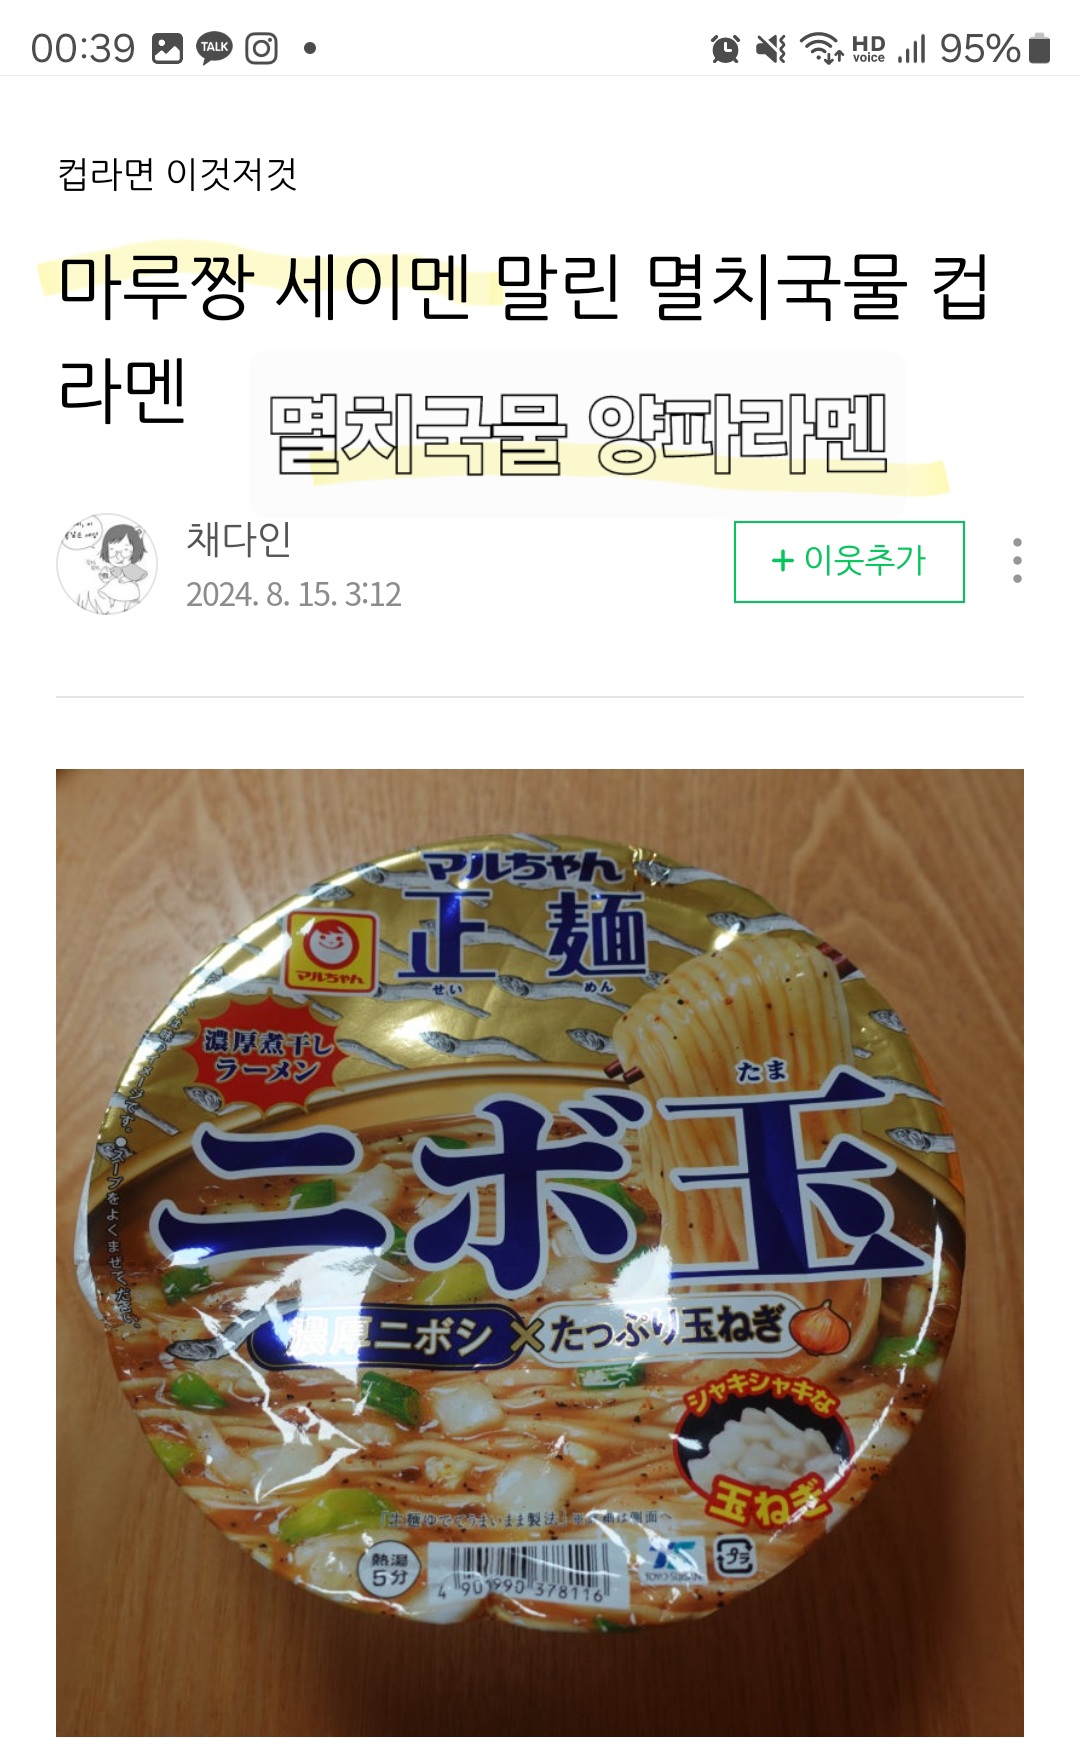 00:39 TALK HD voice 95%
컵라면 이것저것
마루짱 세이멘 말린 멸치국물 컵
라멘
멸치국물 양파라멘
채다인
2024. 8. 15. 3:12
+ 이웃추가
マルちゃん
正麺
せい めん
マルちゃん
濃厚煮干し
ラーメン
たま
ニボ玉
濃厚ニボシ×たっぷり玉ねぎ
シャキシャキな
玉ねぎ
●スープをよくまぜてください。
熱湯
5分
4 901990 378116
プラ